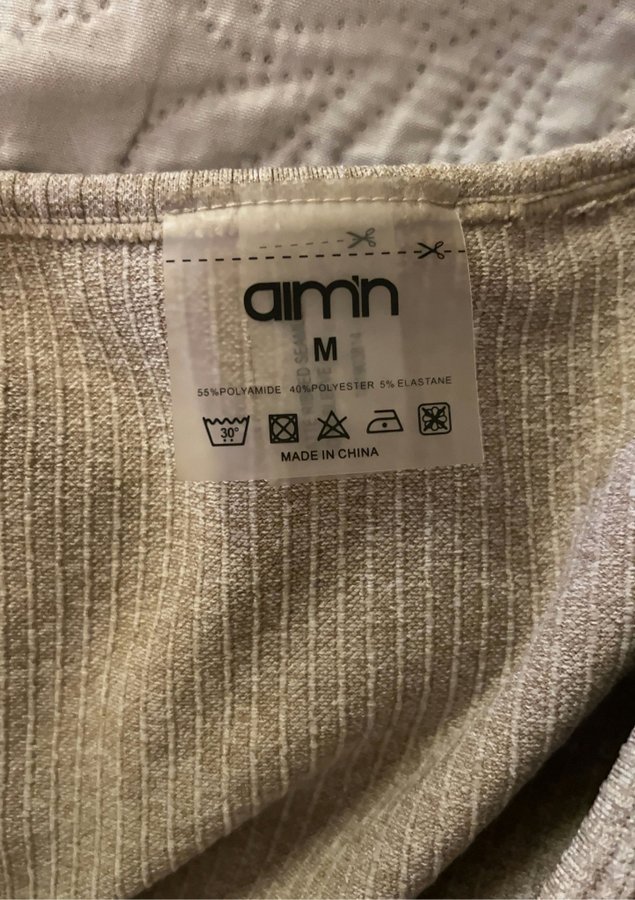 aim'n
M
55%POLYAMIDE 40%POLYESTER 5% ELASTANE
30°
MADE IN CHINA